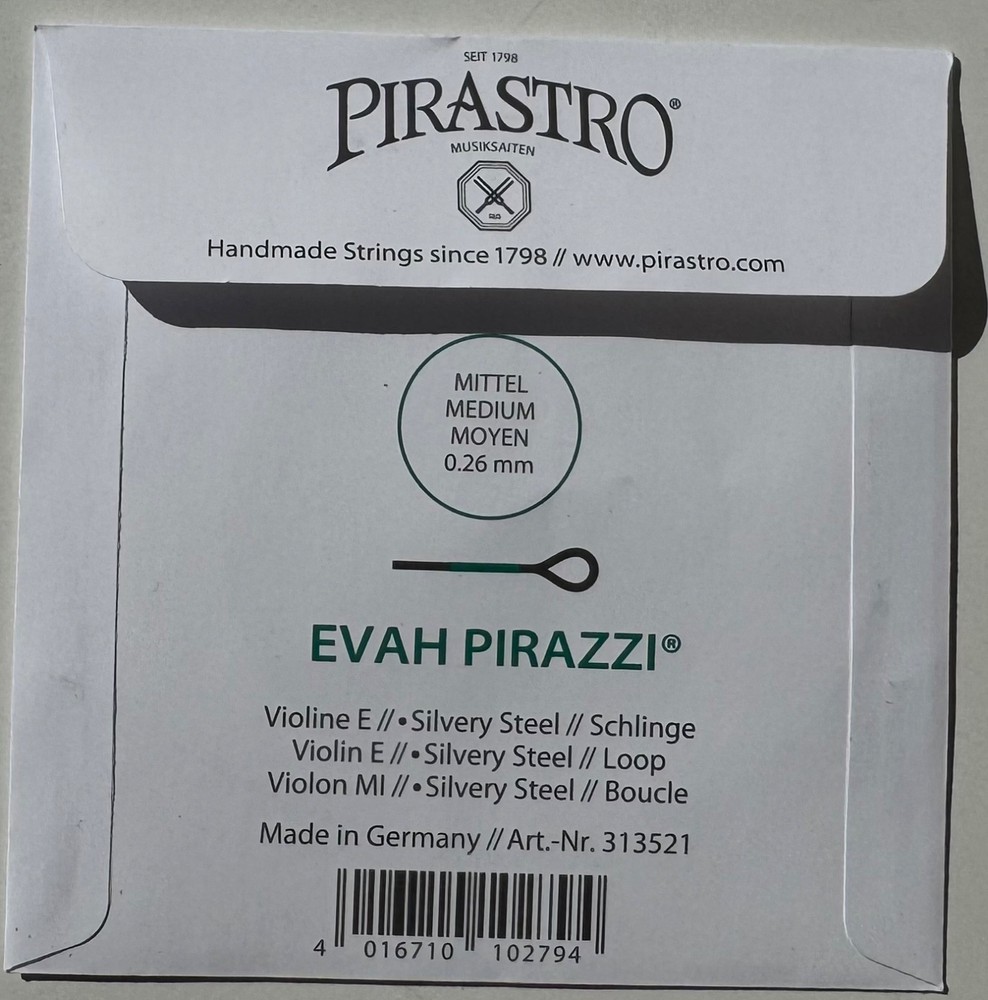 SEIT 1798
PIRASTRO®
MUSIKSAITEN
Handmade Strings since 1798 // www.pirastro.com
MITTEL
MEDIUM
MOYEN
0.26 mm
EVAH PIRAZZI®
Violine E //•Silvery Steel // Schlinge
Violin E //•Silvery Steel // Loop
Violon MI //•Silvery Steel // Boucle
Made in Germany // Art.-Nr. 313521
4 016710 102794